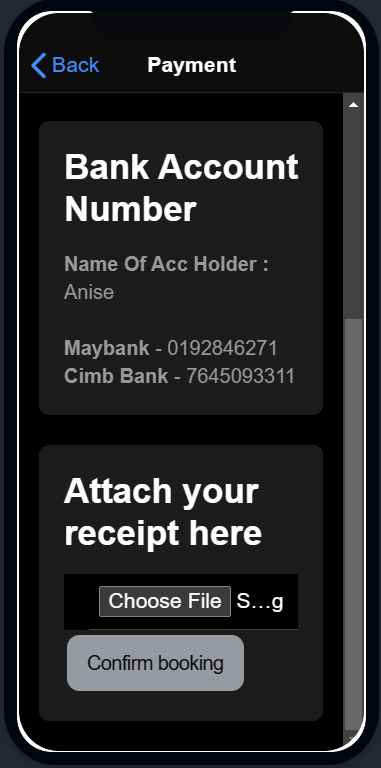 Back Payment
Bank Account
Number
Name Of Acc Holder :
Anise
Maybank - 0192846271
Cimb Bank - 7645093311
Attach your
receipt here
Choose File S...g
Confirm booking